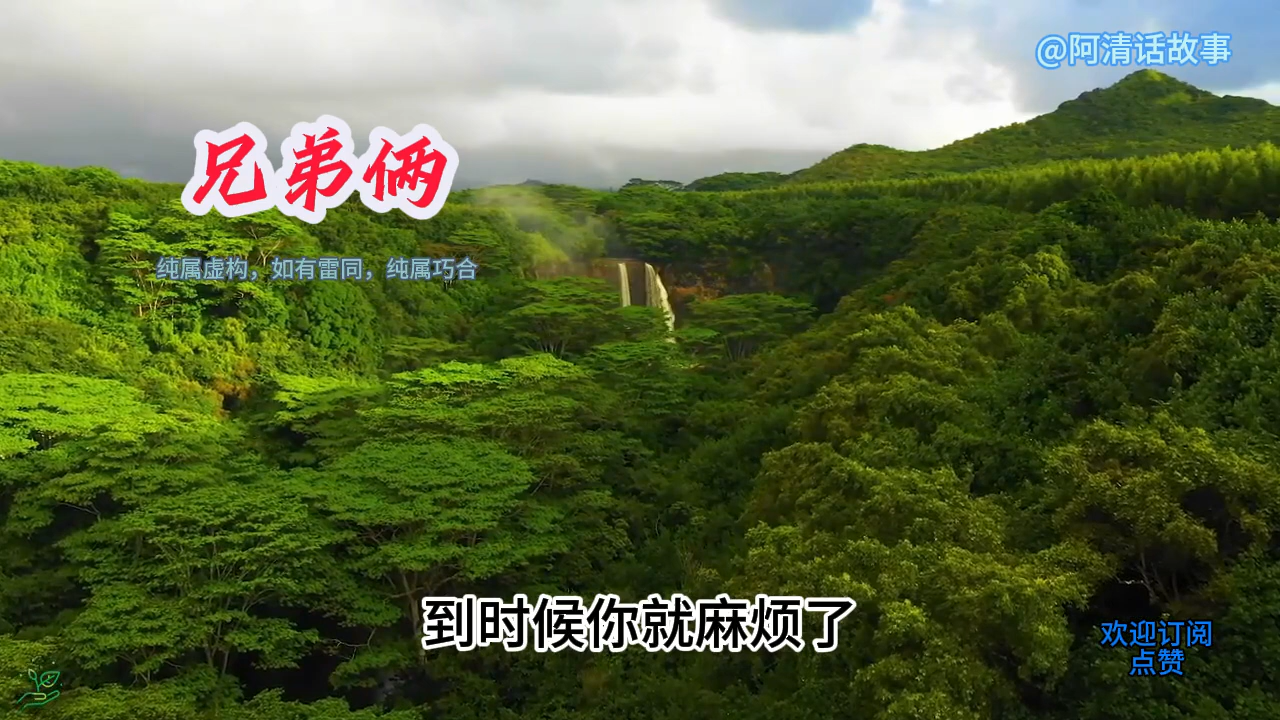 @阿清话故事
兄弟俩
纯属虚构，如有雷同，纯属巧合
到时候你就麻烦了
欢迎订阅
点赞